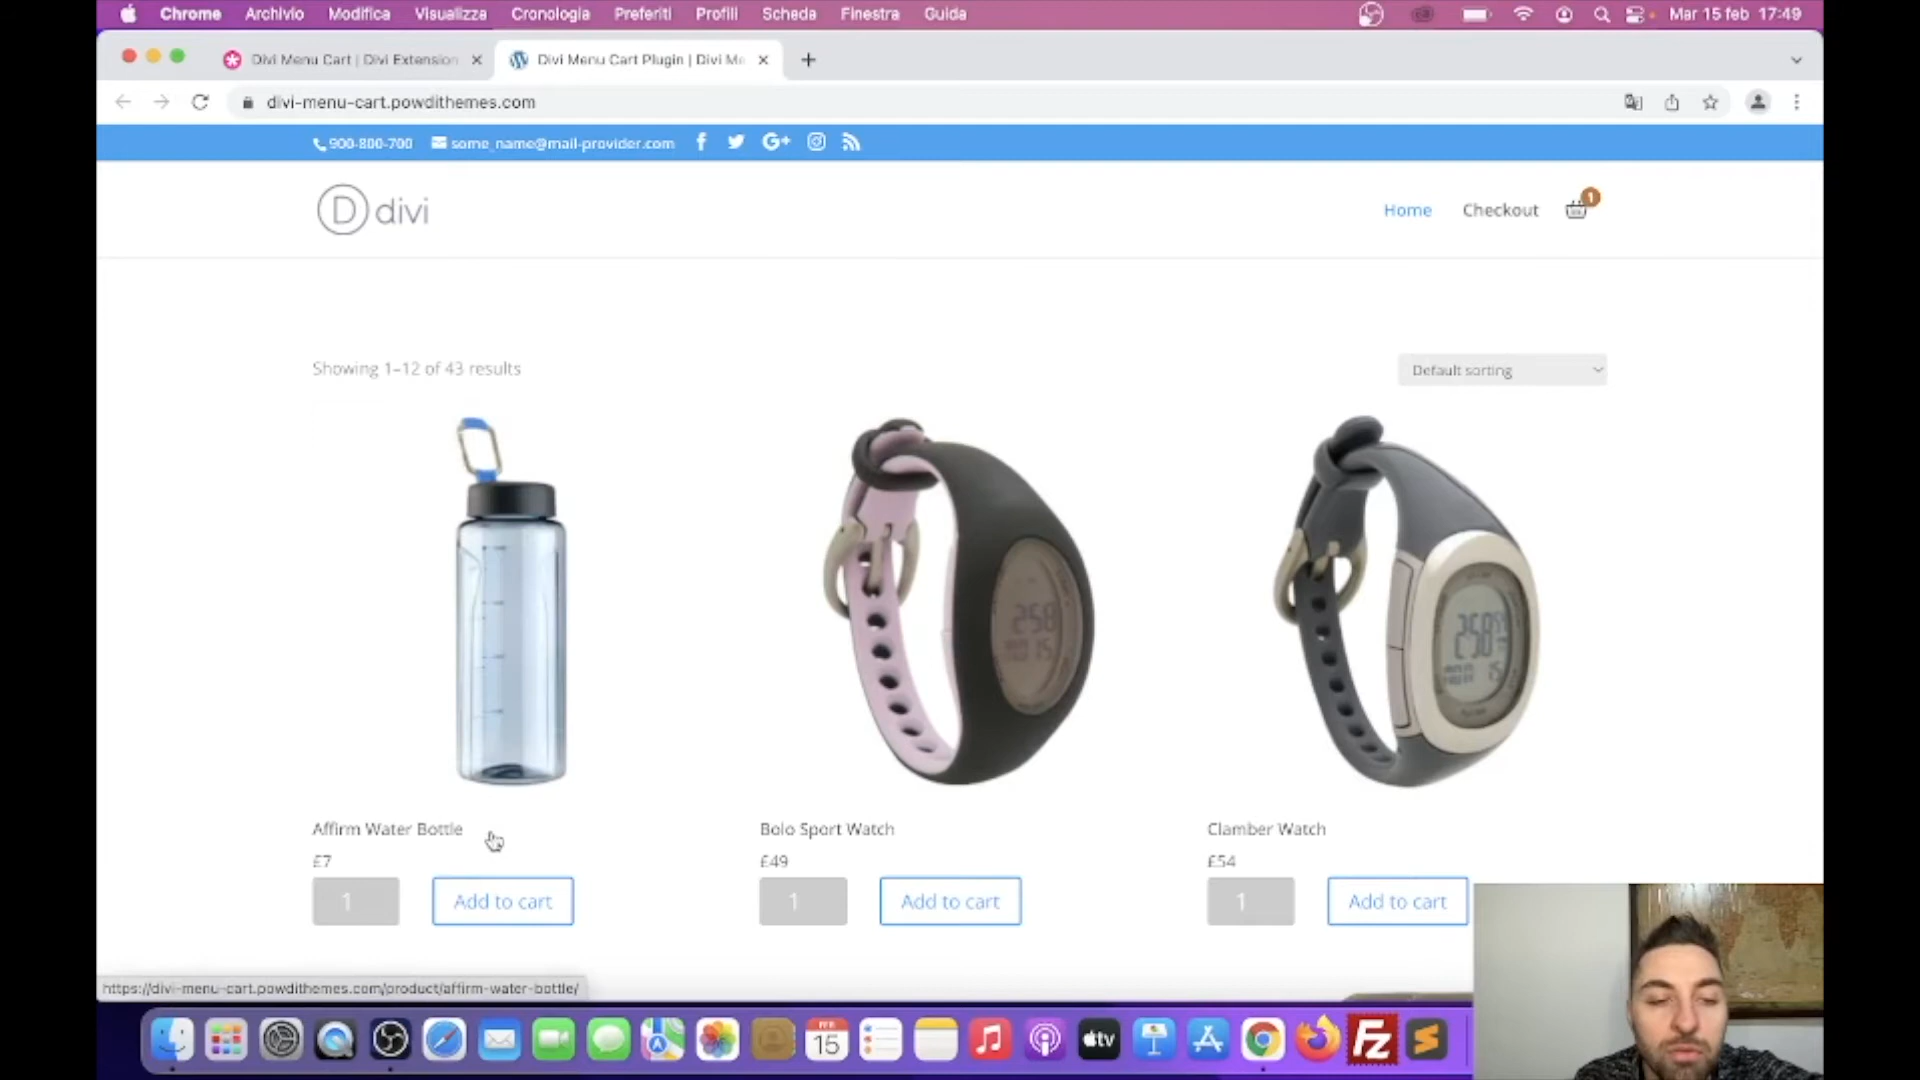 Chrome Archivio Modifica Visualizza Cronologia Preferiti Profili Scheda Finestra Guida Mar 15 feb 17:49
Divi Menu Cart | Divi Extension Divi Menu Cart Plugin | Divi Me
divi-menu-cart.powdithemes.com
900-800-700 some_name@mail-provider.com G+
D divi Home Checkout 1
Showing 1–12 of 43 results Default sorting
Affirm Water Bottle Bolo Sport Watch Clamber Watch
£7 £49 £54
1 Add to cart 1 Add to cart 1 Add to cart
https://divi-menu-cart.powdithemes.com/product/affirm-water-bottle/
FEB
15 tv Fz